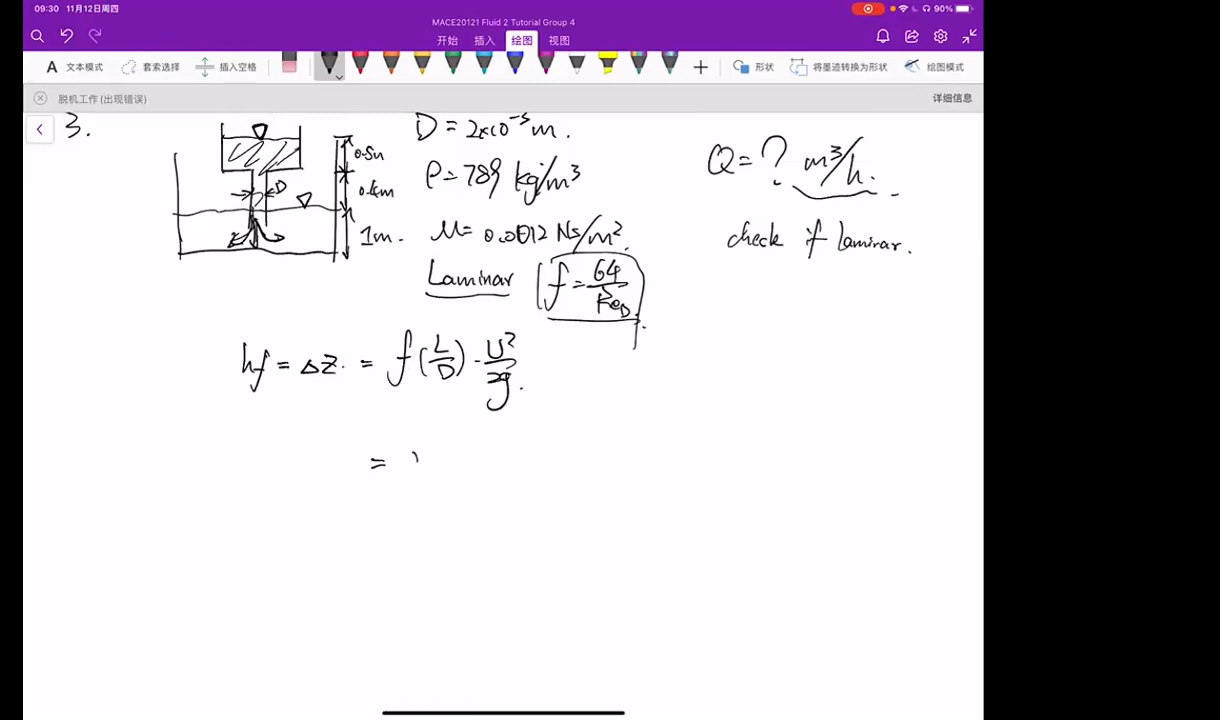 09:30 11月12日周四
90%
MACE20121 Fluid 2 Tutorial Group 4
开始 插入 绘图 视图
文本模式 套索选择 插入空格 形状 将墨迹转换为形状 绘图模式
脱机工作 (出现错误) 详细信息
3.
D = 2×10⁻³m.
0.5m
ρ = 789 kg/m³
Q = ? m³/h.
D
1m.
μ = 0.0012 Ns/m².
check if laminar.
Laminar f = 64/Re_D
hf = ΔZ. = f (L/D) · U²/2g.
=